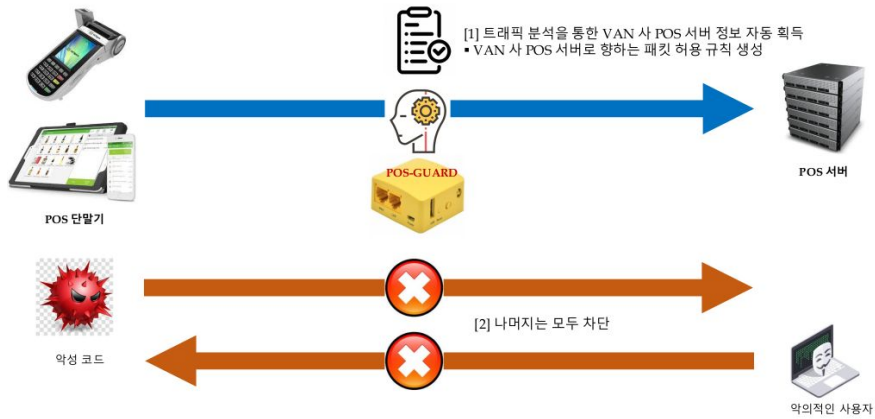 [1] 트래픽 분석을 통한 VAN 사 POS 서버 정보 자동 획득
▪ VAN 사 POS 서버로 향하는 패킷 허용 규칙 생성
POS-GUARD
POS 서버
POS 단말기
[2] 나머지는 모두 차단
악성 코드
악의적인 사용자